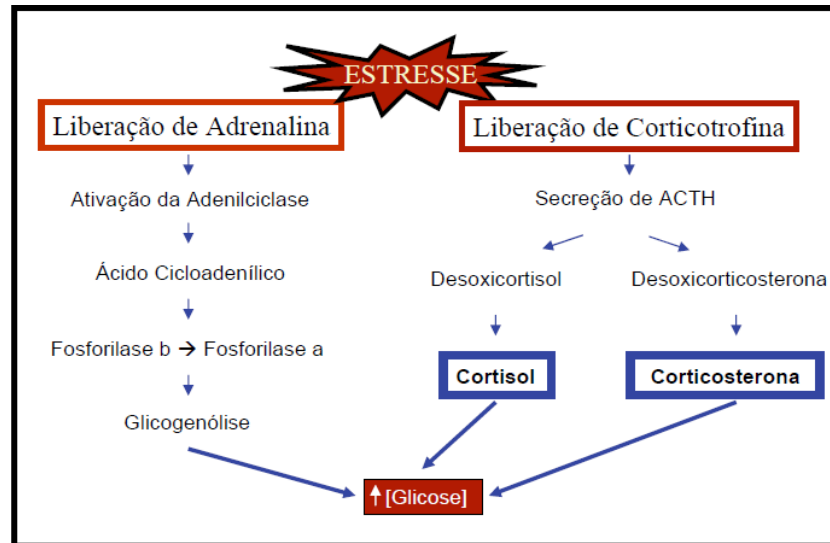 ESTRESSE
Liberação de Adrenalina
Ativação da Adenilciclase
Ácido Cicloadenílico
Fosforilase b → Fosforilase a
Glicogenólise
Liberação de Corticotrofina
Secreção de ACTH
Desoxicortisol
Desoxicorticosterona
Cortisol
Corticosterona
↑[Glicose]